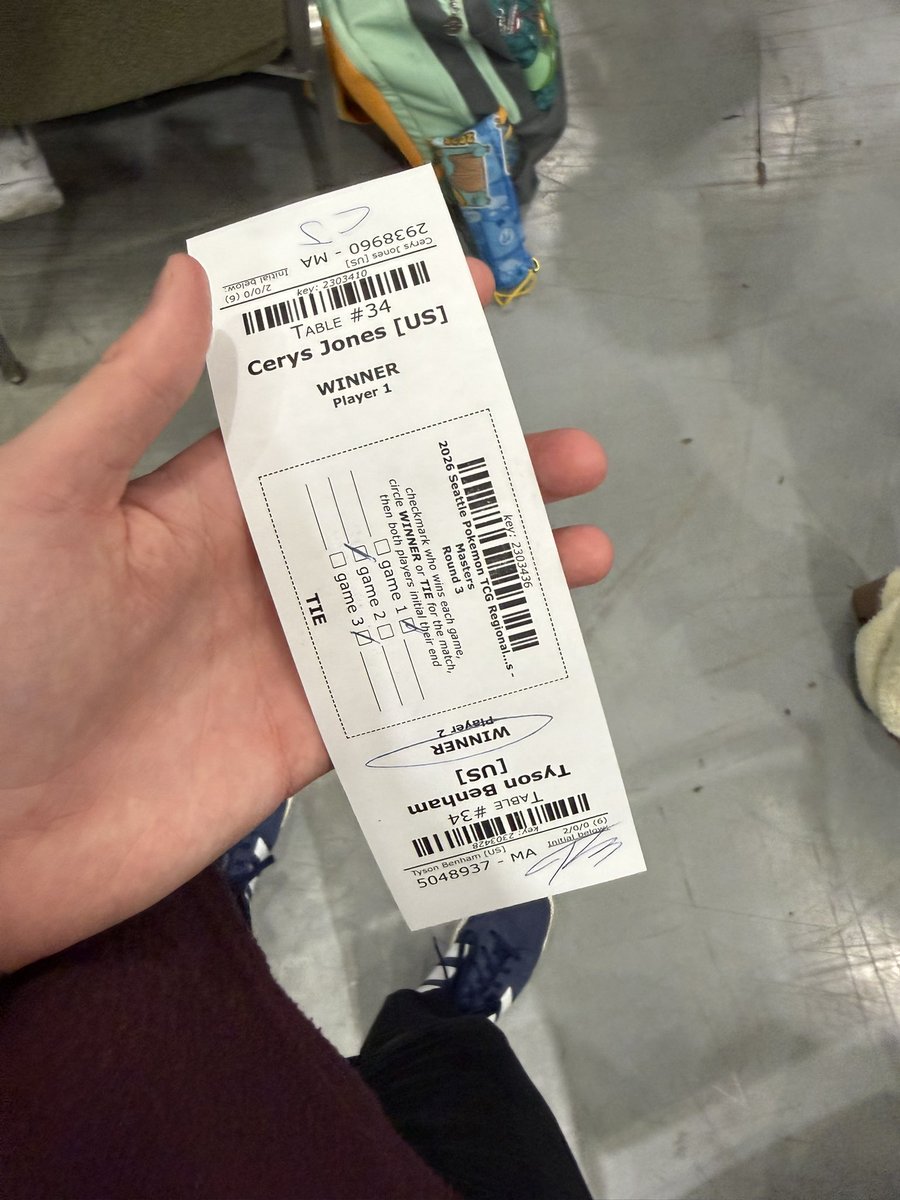 CJ
2938960 - MA
Cerys Jones [US]
2/0/0 (6)
Initial below:
key: 2303410
TABLE #34
Cerys Jones [US]
WINNER
Player 1
key: 2303436
2026 Seattle Pokemon TCG Regional...s -
Masters
Round 3
checkmark who wins each game,
circle WINNER or TIE for the match,
then both players initial their end
game 1
game 2
game 3
TIE
Player 2
WINNER
Tyson Benham
[US]
TABLE #34
key: 2303428
Tyson Benham [US]
2/0/0 (6)
5048937 - MA
Initial below: